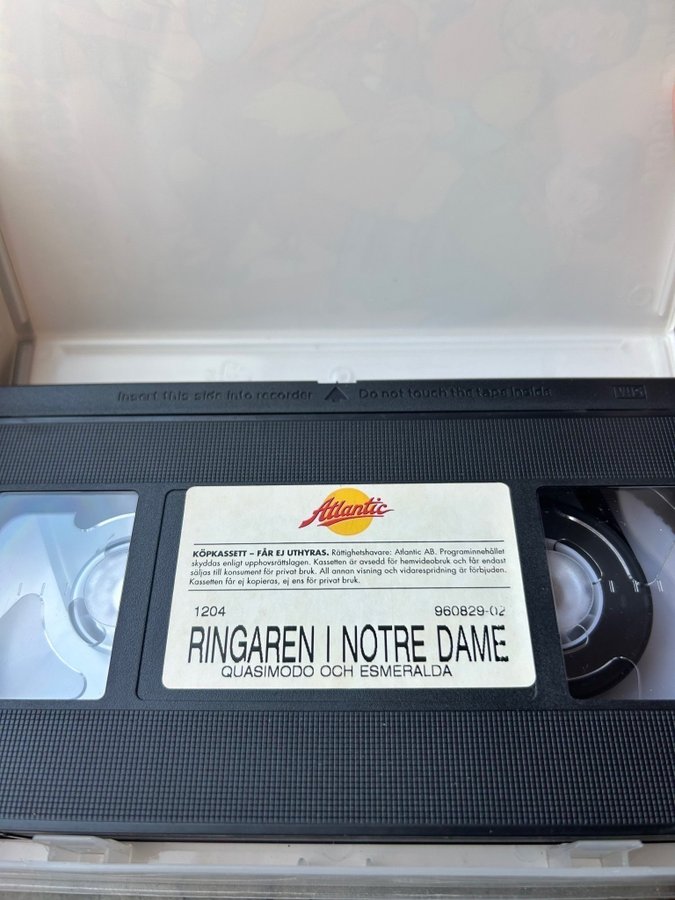 Insert this side into recorder Do not touch the tape inside VHS
Atlantic
KÖPKASSETT – FÅR EJ UTHYRAS. Rättighetshavare: Atlantic AB. Programinnehållet
skyddas enligt upphovsrättslagen. Kassetten är avsedd för hemvideobruk och får endast
säljas till konsument för privat bruk. All annan visning och vidarespridning är förbjuden.
Kassetten får ej kopieras, ej ens för privat bruk.
1204 960829-02
RINGAREN I NOTRE DAME
QUASIMODO OCH ESMERALDA